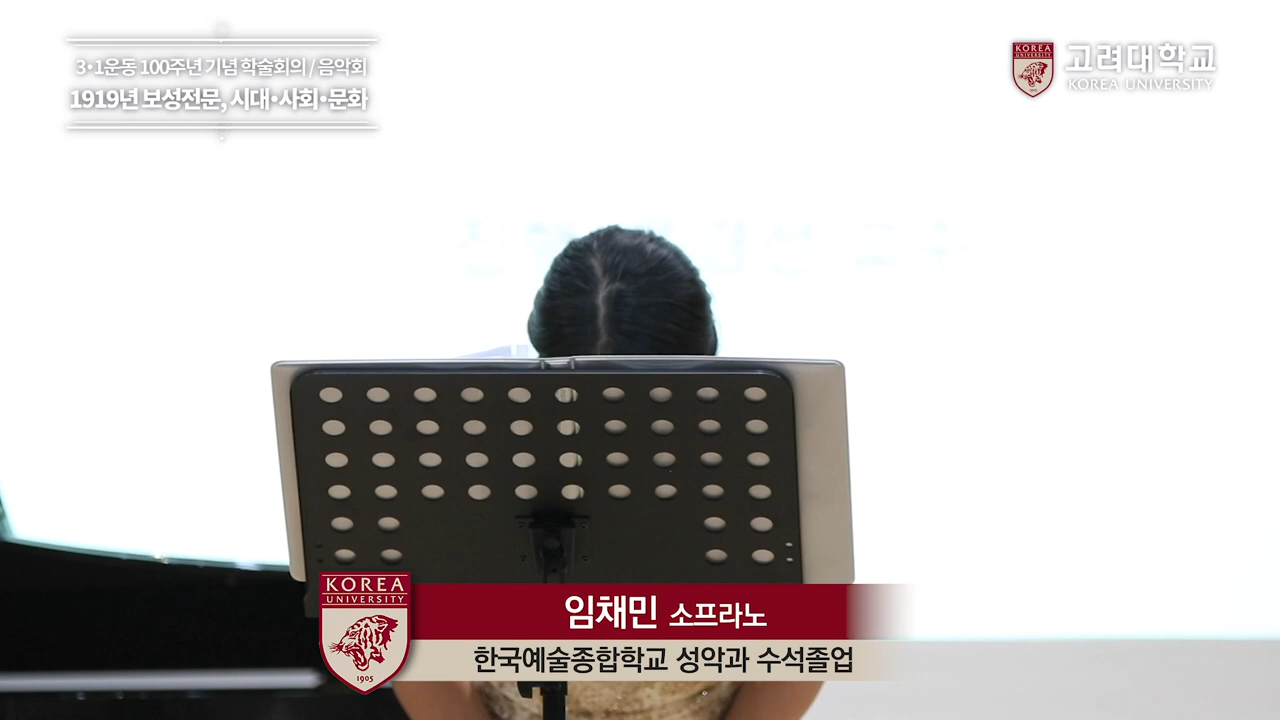 3·1운동 100주년 기념 학술회의 / 음악회
1919년 보성전문, 시대·사회·문화
KOREA
UNIVERSITY
고려대학교
KOREA UNIVERSITY
KOREA
UNIVERSITY
1905
임채민 소프라노
한국예술종합학교 성악과 수석졸업